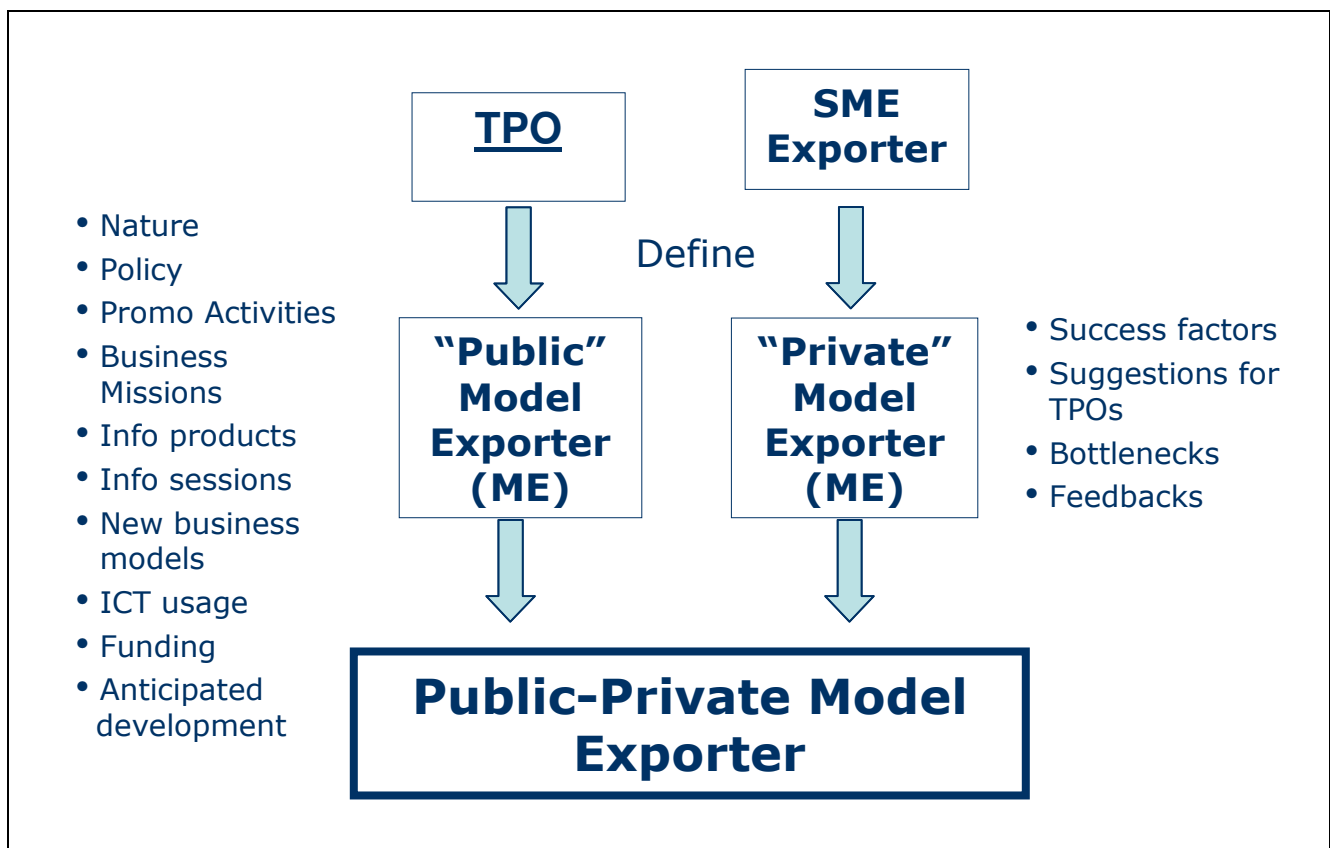 TPO
SME
Exporter
Define
• Nature
• Policy
• Promo Activities
• Business
Missions
• Info products
• Info sessions
• New business
models
• ICT usage
• Funding
• Anticipated
development
“Public”
Model
Exporter
(ME)
“Private”
Model
Exporter
(ME)
• Success factors
• Suggestions for
TPOs
• Bottlenecks
• Feedbacks
Public-Private Model
Exporter